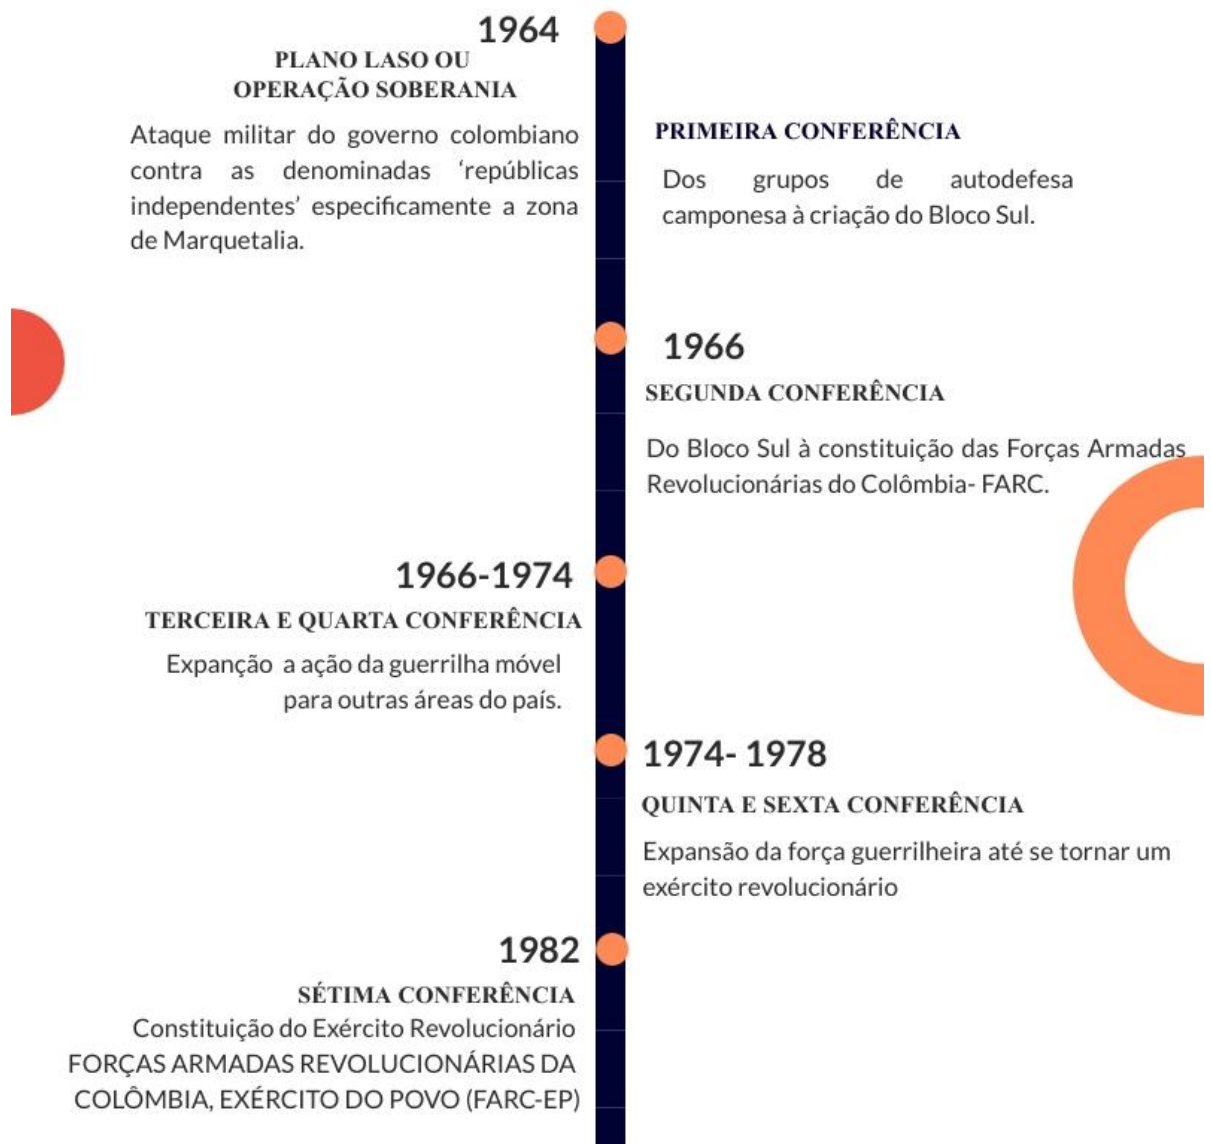 1964
PLANO LASO OU
OPERAÇÃO SOBERANIA
Ataque militar do governo colombiano
contra as denominadas ‘repúblicas
independentes’ especificamente a zona
de Marquetalia.
PRIMEIRA CONFERÊNCIA
Dos grupos de autodefesa
camponesa à criação do Bloco Sul.
1966
SEGUNDA CONFERÊNCIA
Do Bloco Sul à constituição das Forças Armadas
Revolucionárias do Colômbia- FARC.
1966-1974
TERCEIRA E QUARTA CONFERÊNCIA
Expanção a ação da guerrilha móvel
para outras áreas do país.
1974- 1978
QUINTA E SEXTA CONFERÊNCIA
Expansão da força guerrilheira até se tornar um
exército revolucionário
1982
SÉTIMA CONFERÊNCIA
Constituição do Exército Revolucionário
FORÇAS ARMADAS REVOLUCIONÁRIAS DA
COLÔMBIA, EXÉRCITO DO POVO (FARC-EP)